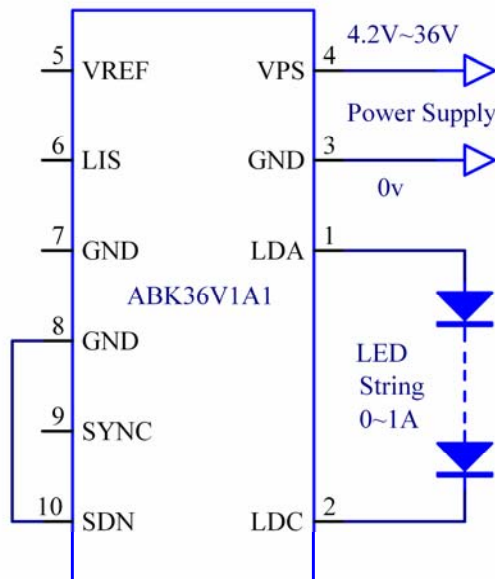 4.2V~36V
5 VREF VPS 4
Power Supply
6 LIS GND 3
0v
7 GND LDA 1
ABK36V1A1
8 GND
LED
String
0~1A
9 SYNC
10 SDN LDC 2